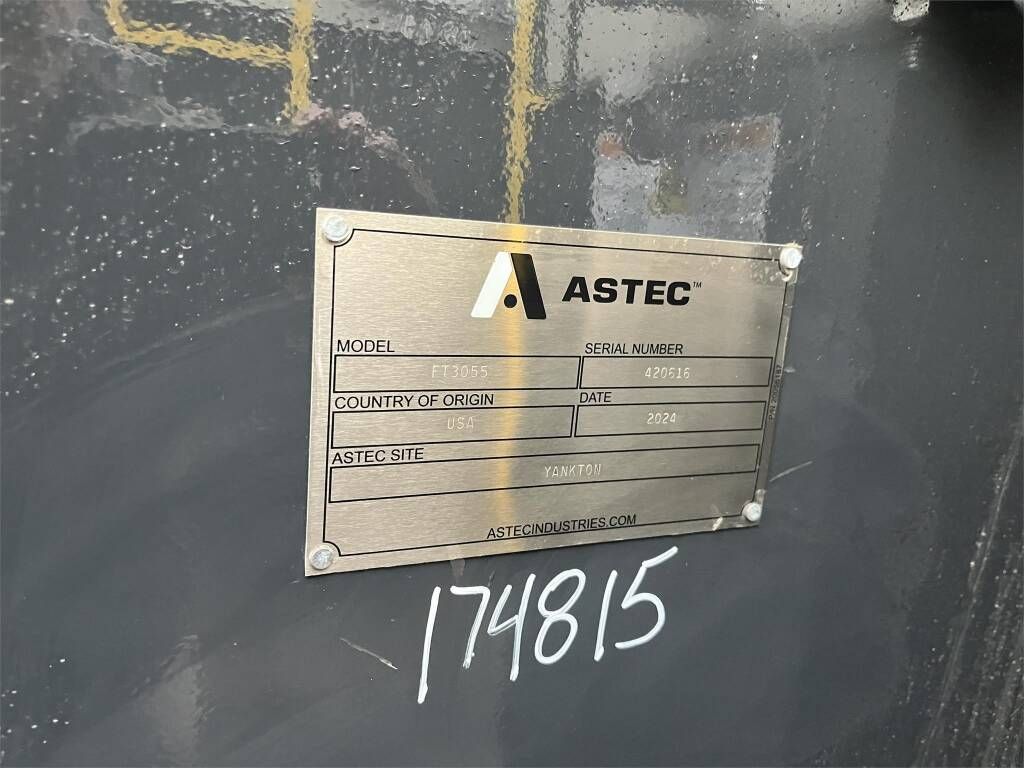 ASTEC™
MODEL SERIAL NUMBER
FT3055 420616
COUNTRY OF ORIGIN DATE
USA 2024
ASTEC SITE
YANKTON
ASTECINDUSTRIES.COM
174815